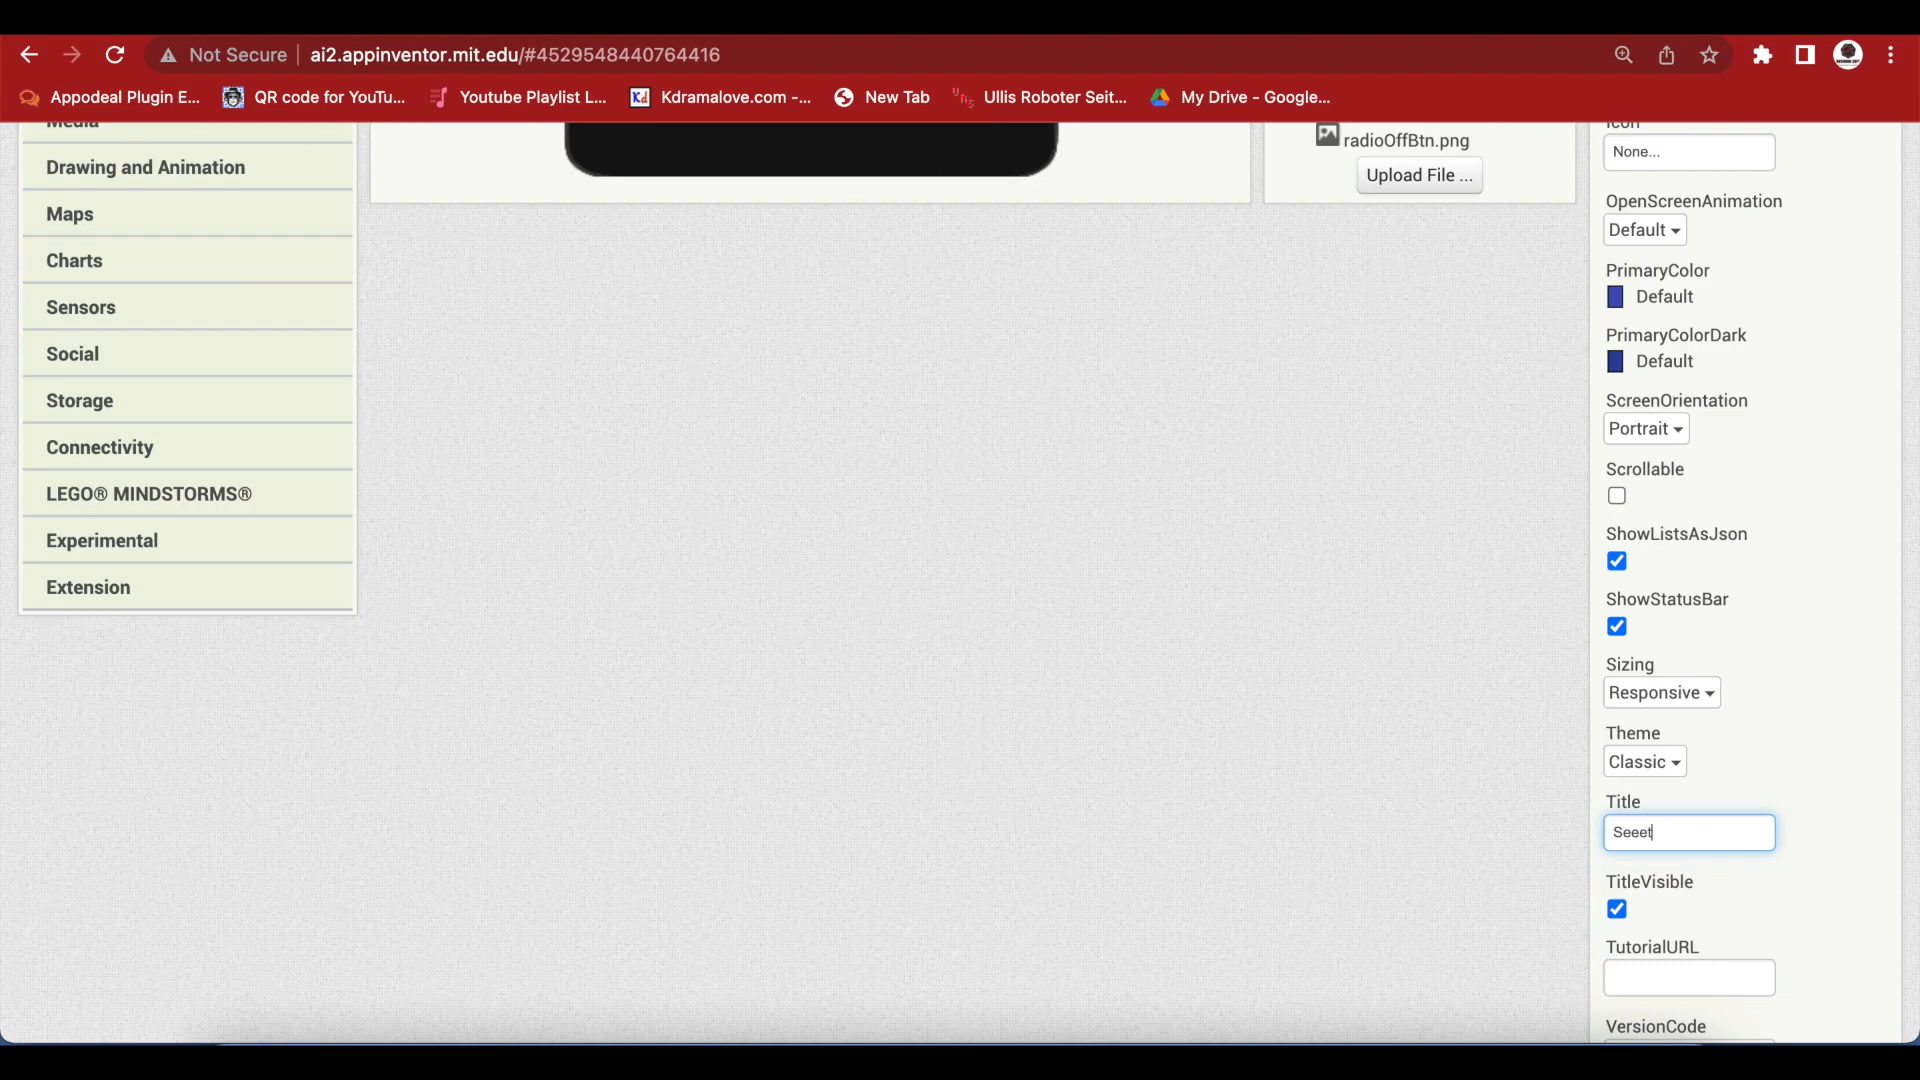 Not Secure
ai2.appinventor.mit.edu/#4529548440764416
Appodeal Plugin E...
QR code for YouTu...
Youtube Playlist L...
Kd
Kdramalove.com -...
New Tab
Ullis Roboter Seit...
My Drive - Google...
Media
Drawing and Animation
Maps
Charts
Sensors
Social
Storage
Connectivity
LEGO® MINDSTORMS®
Experimental
Extension
radioOffBtn.png
Upload File ...
Icon
None...
OpenScreenAnimation
Default
PrimaryColor
Default
PrimaryColorDark
Default
ScreenOrientation
Portrait
Scrollable
ShowListsAsJson
ShowStatusBar
Sizing
Responsive
Theme
Classic
Title
Seeet
TitleVisible
TutorialURL
VersionCode